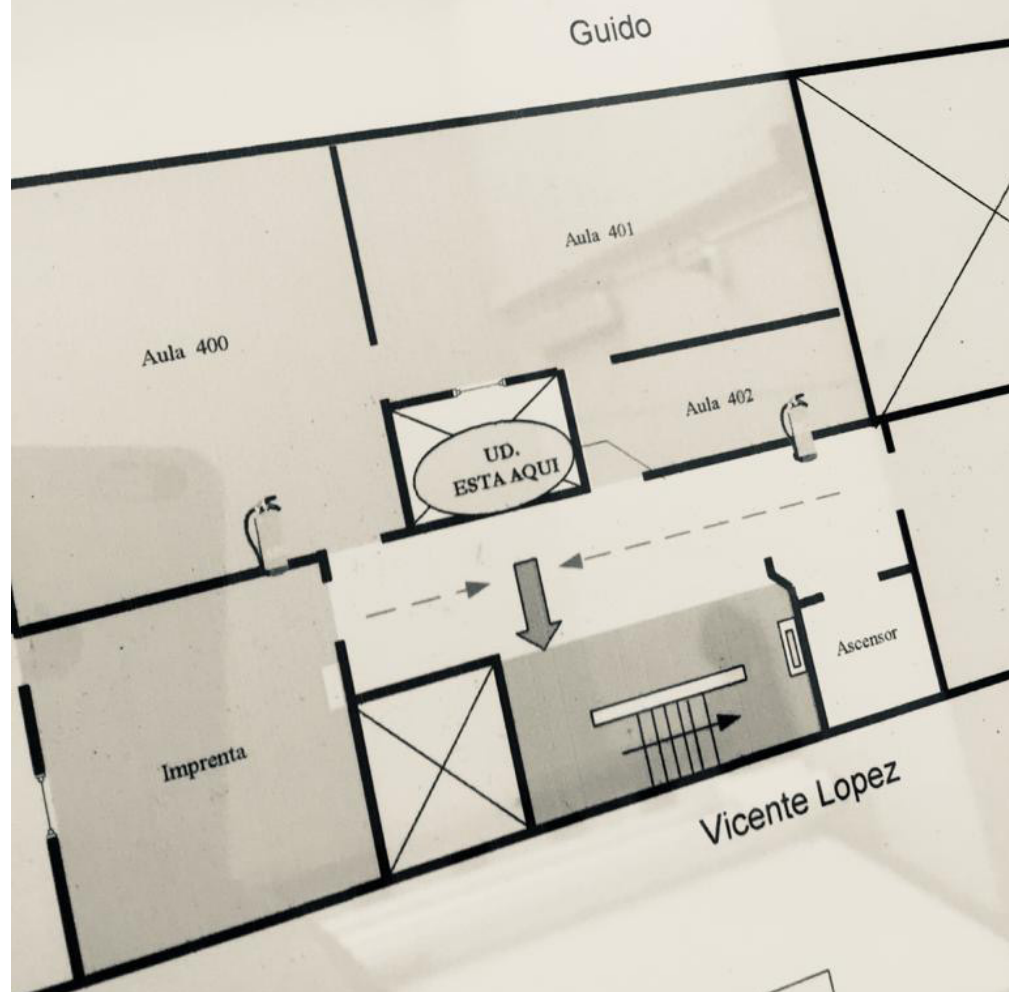 Guido
Aula 401
Aula 400
Aula 402
UD.
ESTA AQUI
Ascensor
Imprenta
Vicente Lopez